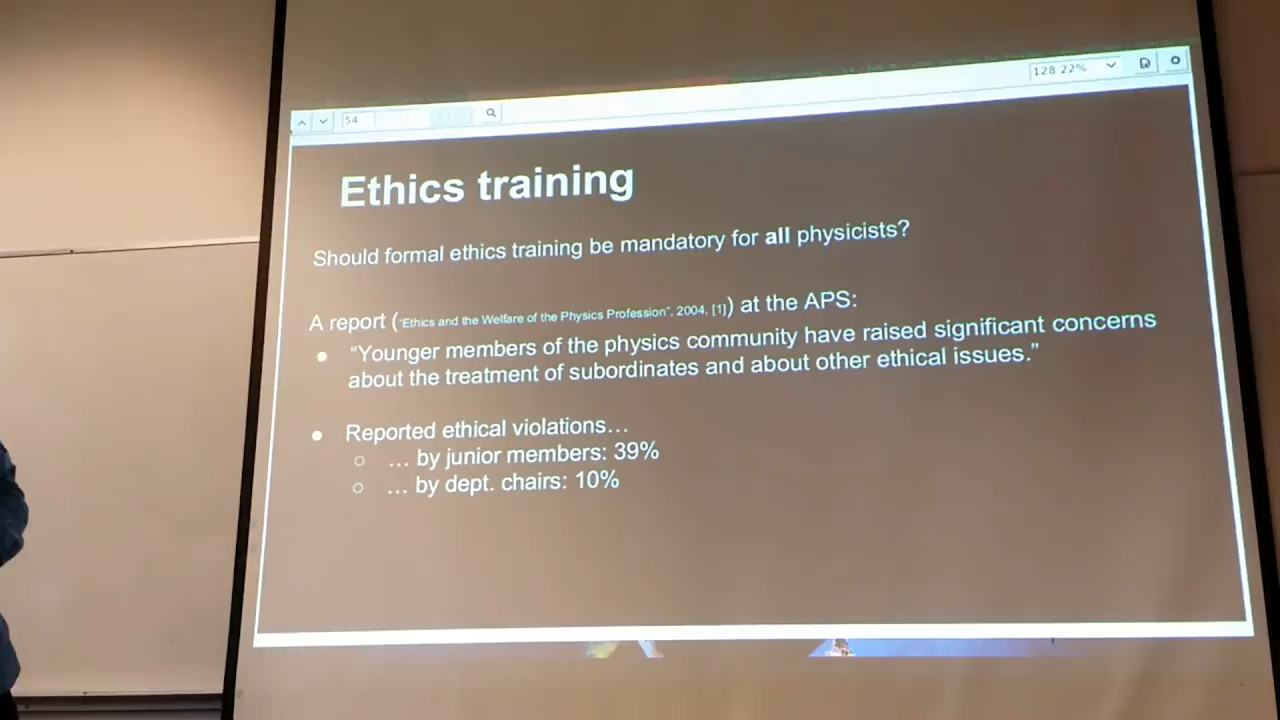 128.22%
54
Ethics training
Should formal ethics training be mandatory for all physicists?
A report ("Ethics and the Welfare of the Physics Profession", 2004, [1]) at the APS:
● "Younger members of the physics community have raised significant concerns
about the treatment of subordinates and about other ethical issues."
● Reported ethical violations…
○ … by junior members: 39%
○ … by dept. chairs: 10%